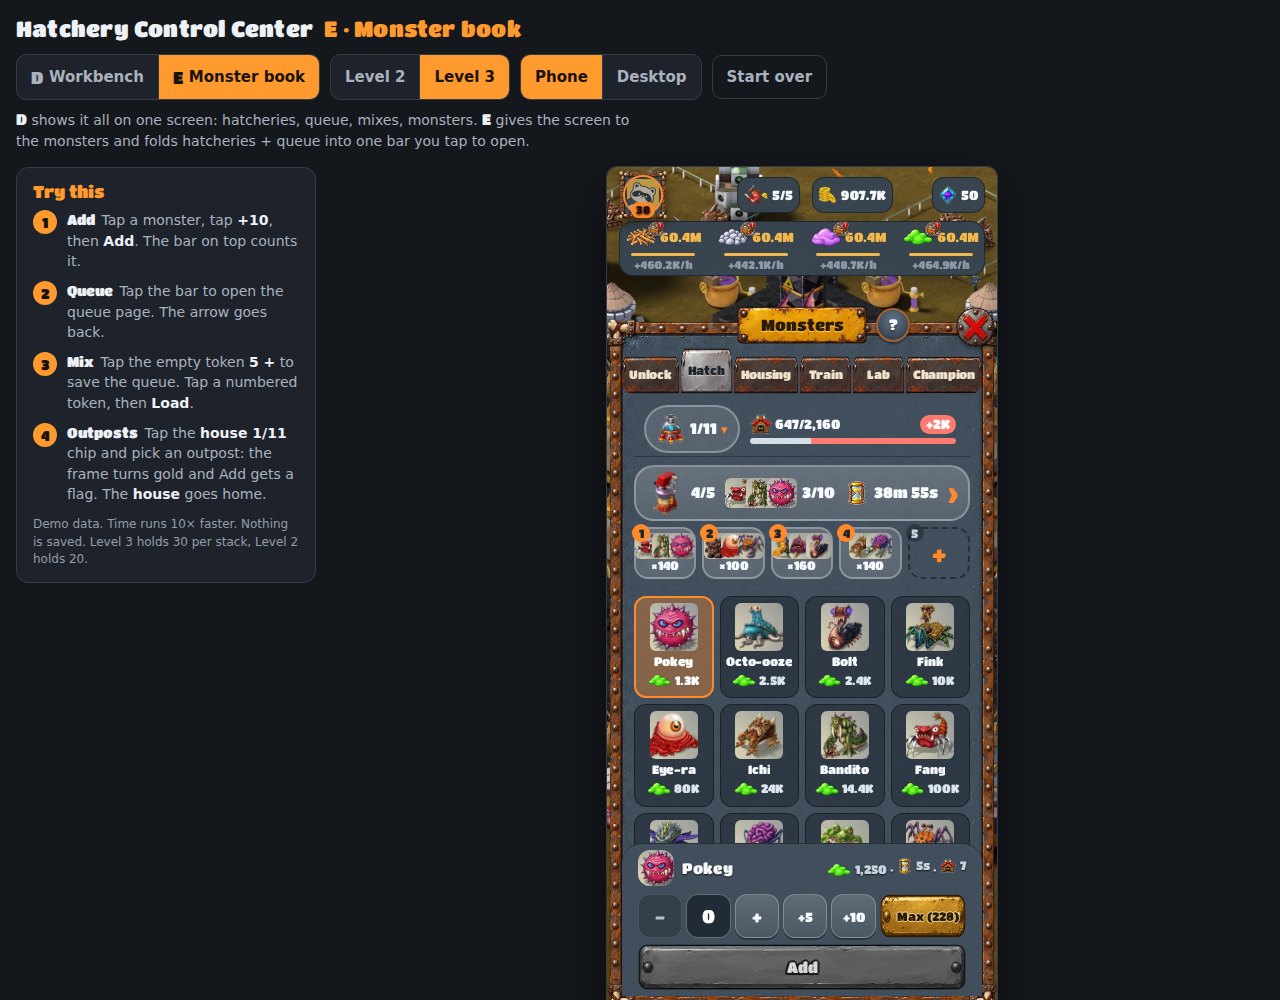 Hatchery Control Center E · Monster book
D Workbench E Monster book Level 2 Level 3 Phone Desktop Start over
D shows it all on one screen: hatcheries, queue, mixes, monsters. E gives the screen to
the monsters and folds hatcheries + queue into one bar you tap to open.
Try this
1 Add Tap a monster, tap +10,
then Add. The bar on top counts
it.
2 Queue Tap the bar to open the
queue page. The arrow goes
back.
3 Mix Tap the empty token 5 + to
save the queue. Tap a numbered
token, then Load.
4 Outposts Tap the house 1/11
chip and pick an outpost: the
frame turns gold and Add gets a
flag. The house goes home.
Demo data. Time runs 10× faster. Nothing
is saved. Level 3 holds 30 per stack, Level 2
holds 20.
30 5/5 907.7K 50
60.4M 60.4M 60.4M 60.4M
+460.2K/h +442.1K/h +448.7K/h +464.9K/h
Monsters ?
Unlock Hatch Housing Train Lab Champion
1/11 ▾ 647/2,160 +2K
4/5 3/10 38m 55s ❯
1 2 3 4 5
×140 ×100 ×160 ×140 +
Pokey Octo-ooze Bolt Fink
1.3K 2.5K 2.4K 10K
Eye-ra Ichi Bandito Fang
80K 24K 14.4K 100K
Pokey 1,250 · 5s · 7
− 0 + +5 +10 Max (228)
Add